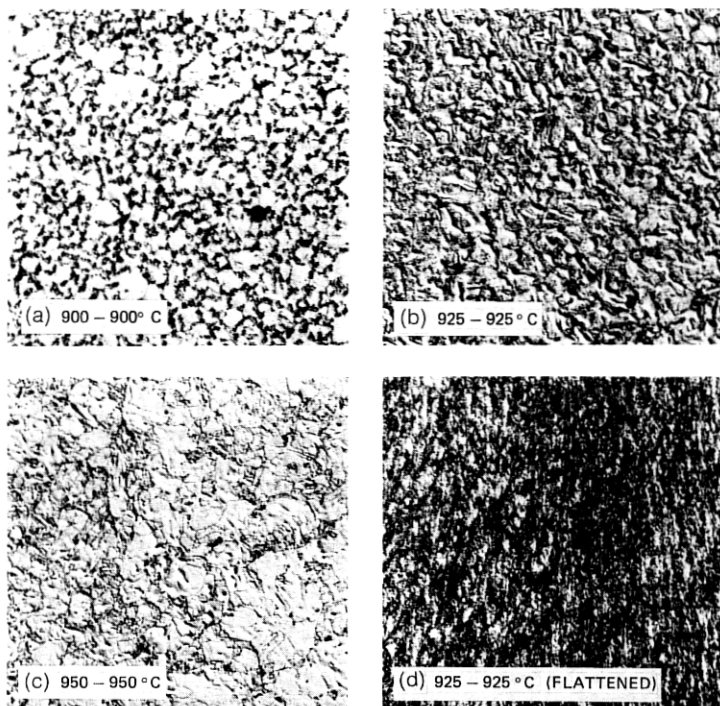 (a) 900 – 900° C
(b) 925 – 925°C
(c) 950 – 950°C
(d) 925 – 925°C (FLATTENED)